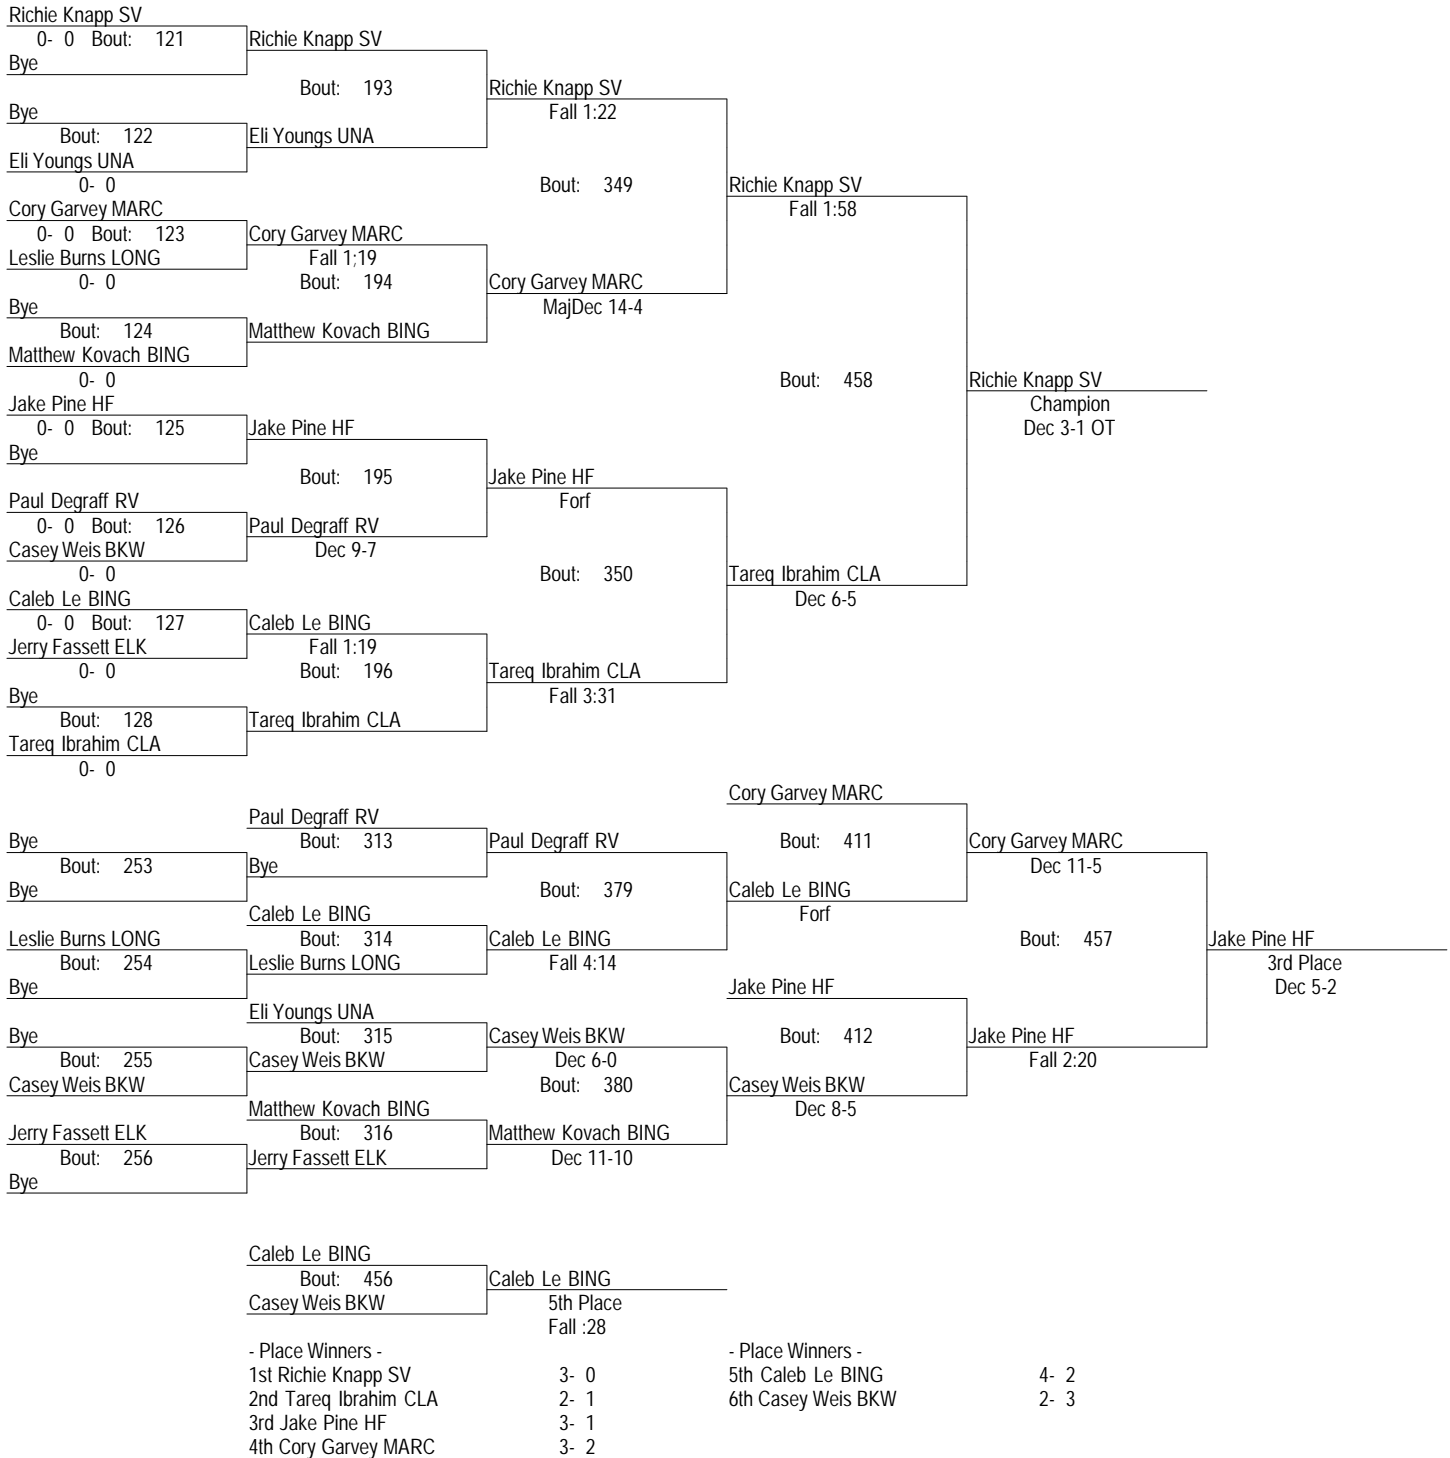 Richie Knapp SV
0- 0 Bout: 121
Richie Knapp SV
Bye
Bout: 193
Richie Knapp SV
Bye
Fall 1:22
Bout: 122
Eli Youngs UNA
Eli Youngs UNA
0- 0
Bout: 349
Richie Knapp SV
Cory Garvey MARC
Fall 1:58
0- 0 Bout: 123
Cory Garvey MARC
Leslie Burns LONG
Fall 1;19
0- 0
Bout: 194
Cory Garvey MARC
Bye
MajDec 14-4
Bout: 124
Matthew Kovach BING
Matthew Kovach BING
0- 0
Bout: 458
Richie Knapp SV
Jake Pine HF
Champion
0- 0 Bout: 125
Jake Pine HF
Dec 3-1 OT
Bye
Bout: 195
Jake Pine HF
Paul Degraff RV
Forf
0- 0 Bout: 126
Paul Degraff RV
Casey Weis BKW
Dec 9-7
0- 0
Bout: 350
Tareq Ibrahim CLA
Caleb Le BING
Dec 6-5
0- 0 Bout: 127
Caleb Le BING
Jerry Fassett ELK
Fall 1:19
0- 0
Bout: 196
Tareq Ibrahim CLA
Bye
Fall 3:31
Bout: 128
Tareq Ibrahim CLA
Tareq Ibrahim CLA
0- 0
Cory Garvey MARC
Paul Degraff RV
Bye
Bout: 313
Paul Degraff RV
Bout: 411
Cory Garvey MARC
Bout: 253
Bye
Dec 11-5
Bye
Bout: 379
Caleb Le BING
Caleb Le BING
Forf
Leslie Burns LONG
Bout: 314
Caleb Le BING
Bout: 457
Jake Pine HF
Bout: 254
Leslie Burns LONG
Fall 4:14
3rd Place
Bye
Jake Pine HF
Dec 5-2
Eli Youngs UNA
Bye
Bout: 315
Casey Weis BKW
Bout: 412
Jake Pine HF
Bout: 255
Casey Weis BKW
Dec 6-0
Fall 2:20
Casey Weis BKW
Bout: 380
Casey Weis BKW
Matthew Kovach BING
Dec 8-5
Jerry Fassett ELK
Bout: 316
Matthew Kovach BING
Bout: 256
Jerry Fassett ELK
Dec 11-10
Bye
Caleb Le BING
Bout: 456
Caleb Le BING
Casey Weis BKW
5th Place
Fall :28
- Place Winners -
1st Richie Knapp SV 3- 0
2nd Tareq Ibrahim CLA 2- 1
3rd Jake Pine HF 3- 1
4th Cory Garvey MARC 3- 2
- Place Winners -
5th Caleb Le BING 4- 2
6th Casey Weis BKW 2- 3